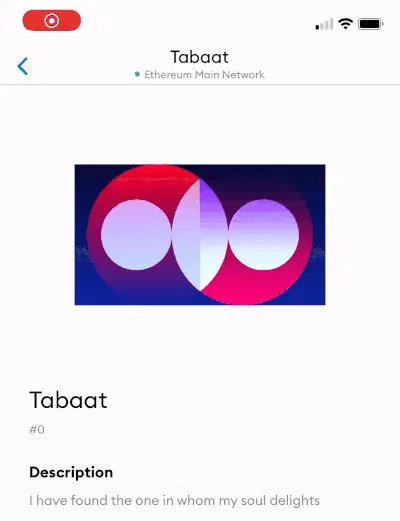 Tabaat
Ethereum Main Network
Tabaat
#0
Description
I have found the one in whom my soul delights